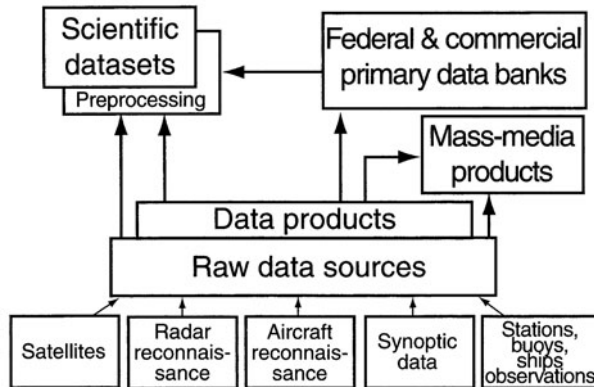 Scientific
datasets
Preprocessing
Federal & commercial
primary data banks
Mass-media
products
Data products
Raw data sources
Satellites
Radar
reconnais-
sance
Aircraft
reconnais-
sance
Synoptic
data
Stations,
buoys,
ships
observations